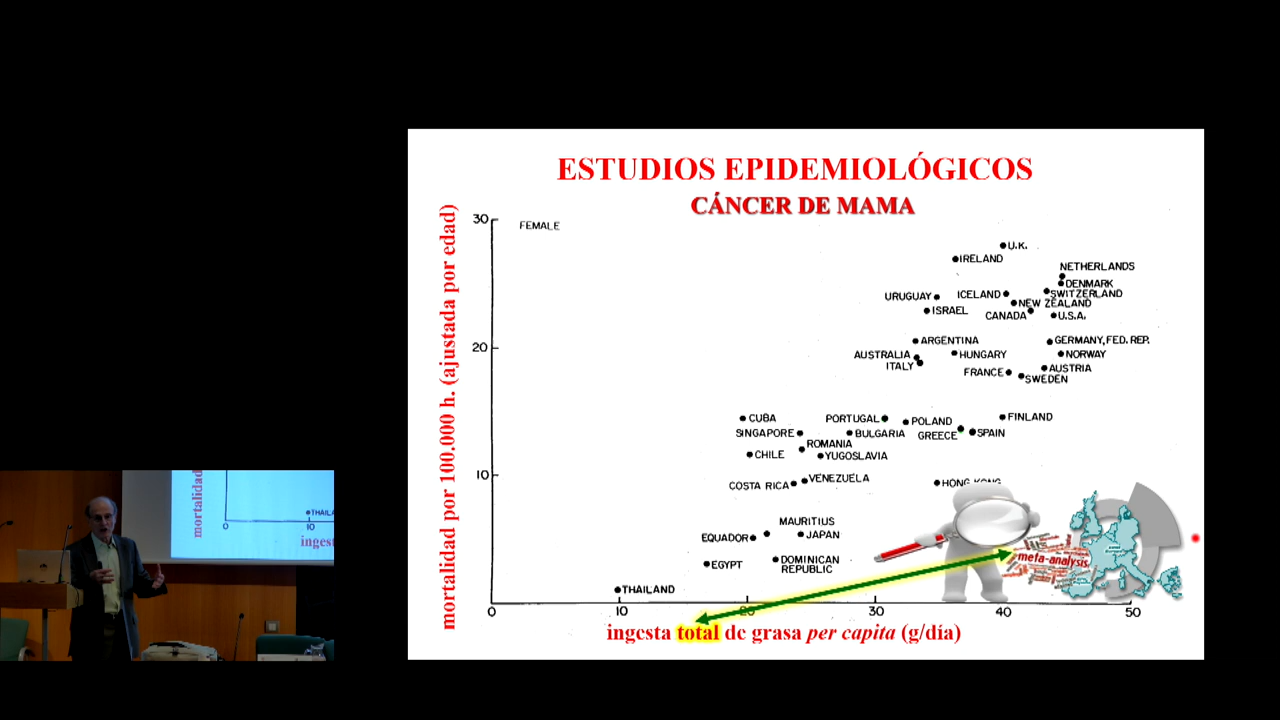 ESTUDIOS EPIDEMIOLÓGICOS
CÁNCER DE MAMA
mortalidad por 100.000 h. (ajustada por edad)
30
FEMALE
U.K.
IRELAND
NETHERLANDS
DENMARK
URUGUAY
ICELAND
SWITZERLAND
NEW ZEALAND
ISRAEL
CANADA
U.S.A.
20
ARGENTINA
GERMANY, FED. REP.
AUSTRALIA
HUNGARY
NORWAY
ITALY
FRANCE
AUSTRIA
SWEDEN
CUBA
PORTUGAL
POLAND
FINLAND
SINGAPORE
BULGARIA
GREECE
SPAIN
ROMANIA
CHILE
YUGOSLAVIA
10
COSTA RICA
VENEZUELA
HONG KONG
MAURITIUS
EQUADOR
JAPAN
EGYPT
DOMINICAN
REPUBLIC
meta-analysis
THAILAND
0 10 20 30 40 50
ingesta total de grasa per capita (g/día)
mortalidad
THAILA
0 10
ingest